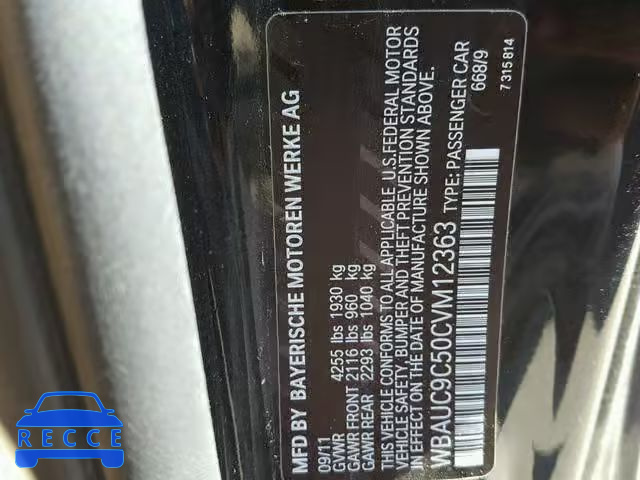 MFD BY BAYERISCHE MOTOREN WERKE AG
09/11
GVWR 4255 lbs 1930 kg
GAWR FRONT 2116 lbs 960 kg
GAWR REAR 2293 lbs 1040 kg
THIS VEHICLE CONFORMS TO ALL APPLICABLE U.S.FEDERAL MOTOR
VEHICLE SAFETY, BUMPER AND THEFT PREVENTION STANDARDS
IN EFFECT ON DATE OF MANUFACTURE SHOWN ABOVE.
WBAUC9C50CVM12363 TYPE:PASSENGER CAR
668/9
7 315 814
RECCE